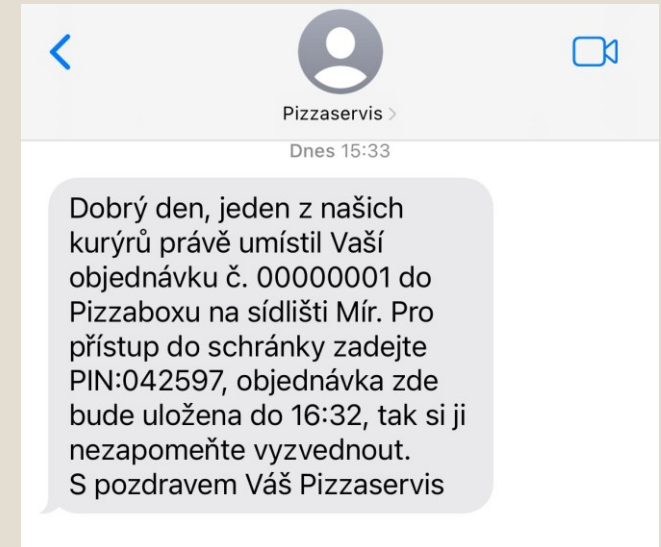 Pizzaservis
Dnes 15:33
Dobrý den, jeden z našich
kurýrů právě umístil Vaší
objednávku č. 00000001 do
Pizzaboxu na sídlišti Mír. Pro
přístup do schránky zadejte
PIN:042597, objednávka zde
bude uložena do 16:32, tak si ji
nezapomeňte vyzvednout.
S pozdravem Váš Pizzaservis